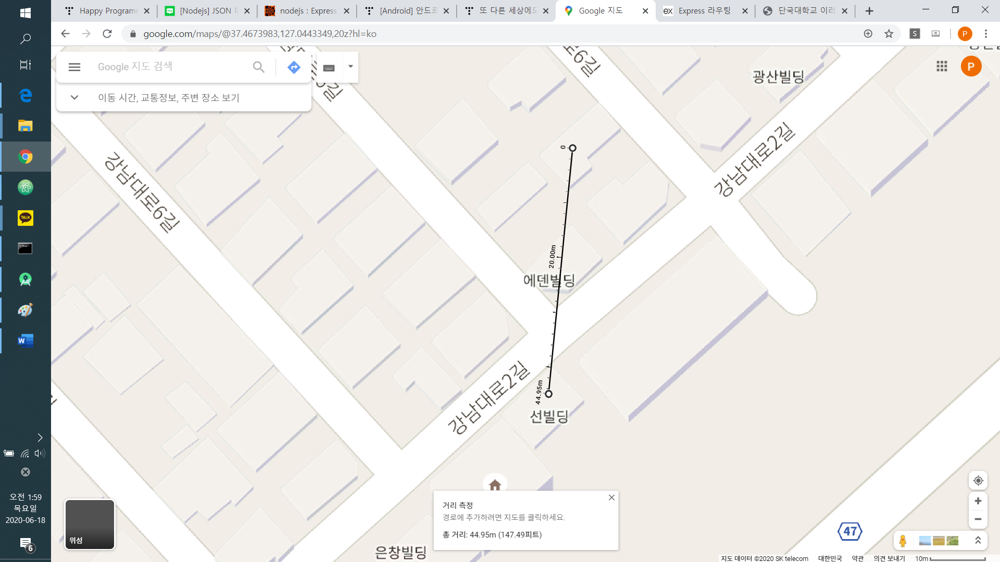 Happy Programm
[Nodejs] JSON
nodejs : Express
[Android] 안드로
또 다른 세상에도
Google 지도
Express 라우팅
단국대학교 이러
google.com/maps/@37.4673983,127.0443349,20z?hl=ko
P
Google 지도 검색
P
이동 시간, 교통정보, 주변 장소 보기
6길
광산빌딩
강남대로2길
강남대로6길
0
20.00m
에덴빌딩
44.95m
강남대로2길
선빌딩
거리 측정
경로에 추가하려면 지도를 클릭하세요.
총 거리: 44.95m (147.49피트)
은창빌딩
47
위성
TALK
오전 1:59
목요일
2020-06-18
6
지도 데이터 ©2020 SK telecom 대한민국 약관 의견 보내기 10m